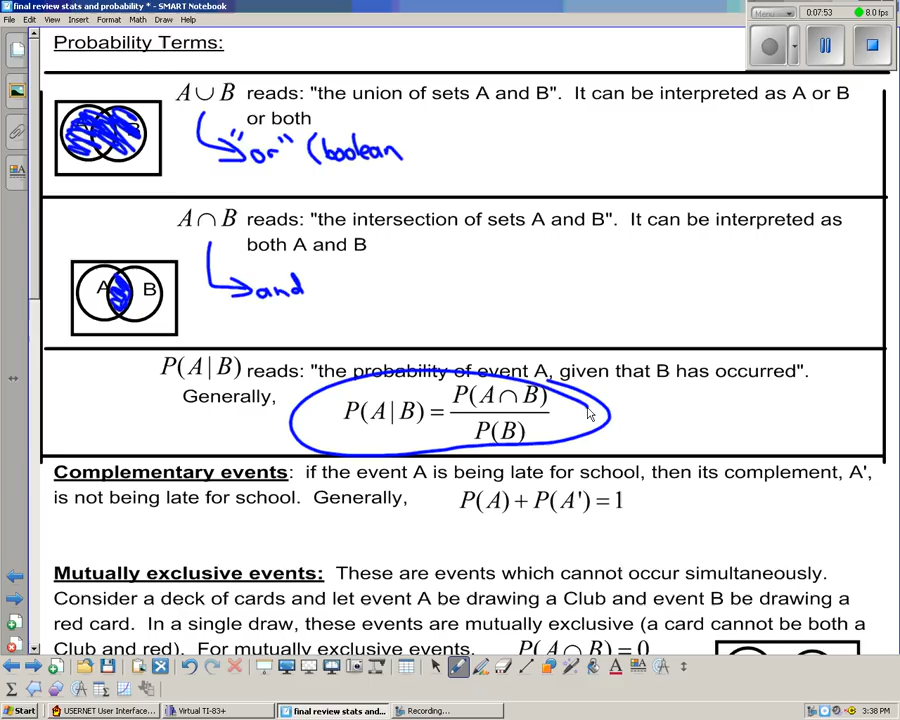 final review stats and probability * - SMART Notebook
File Edit View Insert Format Math Draw Help
Menu 0:07:53 8.0 fps
Probability Terms:
A ∪ B reads: "the union of sets A and B". It can be interpreted as A or B
or both
"or" (boolean
A ∩ B reads: "the intersection of sets A and B". It can be interpreted as
both A and B
A B
and
P(A | B) reads: "the probability of event A, given that B has occurred".
Generally, P(A | B) = P(A ∩ B) / P(B)
Complementary events: if the event A is being late for school, then its complement, A',
is not being late for school. Generally, P(A) + P(A') = 1
Mutually exclusive events: These are events which cannot occur simultaneously.
Consider a deck of cards and let event A be drawing a Club and event B be drawing a
red card. In a single draw, these events are mutually exclusive (a card cannot be both a
Club and red). For mutually exclusive events, P(A ∩ B) = 0
Start USERNET User Interface... Virtual TI-83+ final review stats and... Recording... 3:38 PM